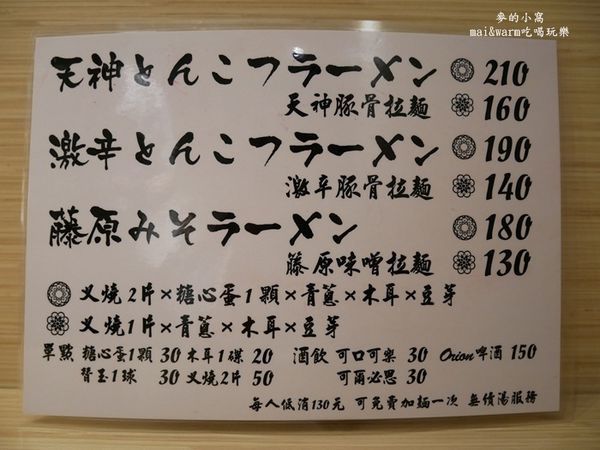 麥的小窩
mai&warm吃喝玩樂
天神とんこつラーメン 210
天神豚骨拉麵 160
激辛とんこつラーメン 190
激辛豚骨拉麵 140
藤原みそラーメン 180
藤原味噌拉麵 130
叉燒2片×糖心蛋1顆×青蔥×木耳×豆芽
叉燒1片×青蔥×木耳×豆芽
單點 糖心蛋1顆 30 木耳1碟 20 酒飲 可口可樂 30 Orion啤酒 150
替玉1球 30 叉燒2片 50 可爾必思 30
每人低消130元 可免費加麵一次 無續湯服務